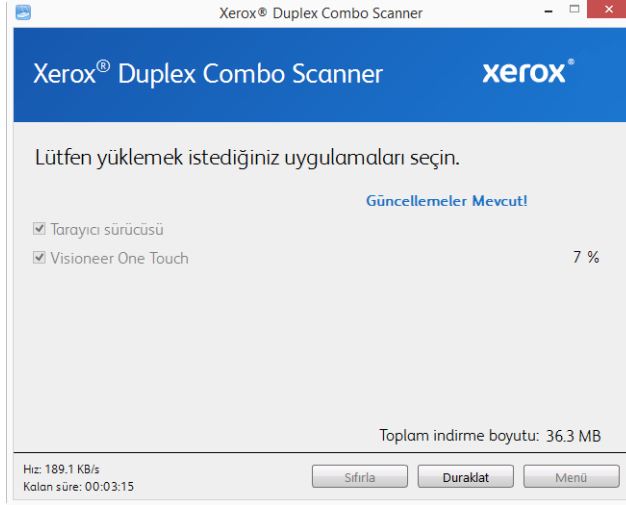 Xerox® Duplex Combo Scanner
Xerox® Duplex Combo Scanner
xerox®
Lütfen yüklemek istediğiniz uygulamaları seçin.
Güncellemeler Mevcut!
Tarayıcı sürücüsü
Visioneer One Touch 7 %
Toplam indirme boyutu: 36.3 MB
Hız: 189.1 KB/s
Kalan süre: 00:03:15
Sıfırla Duraklat Menü